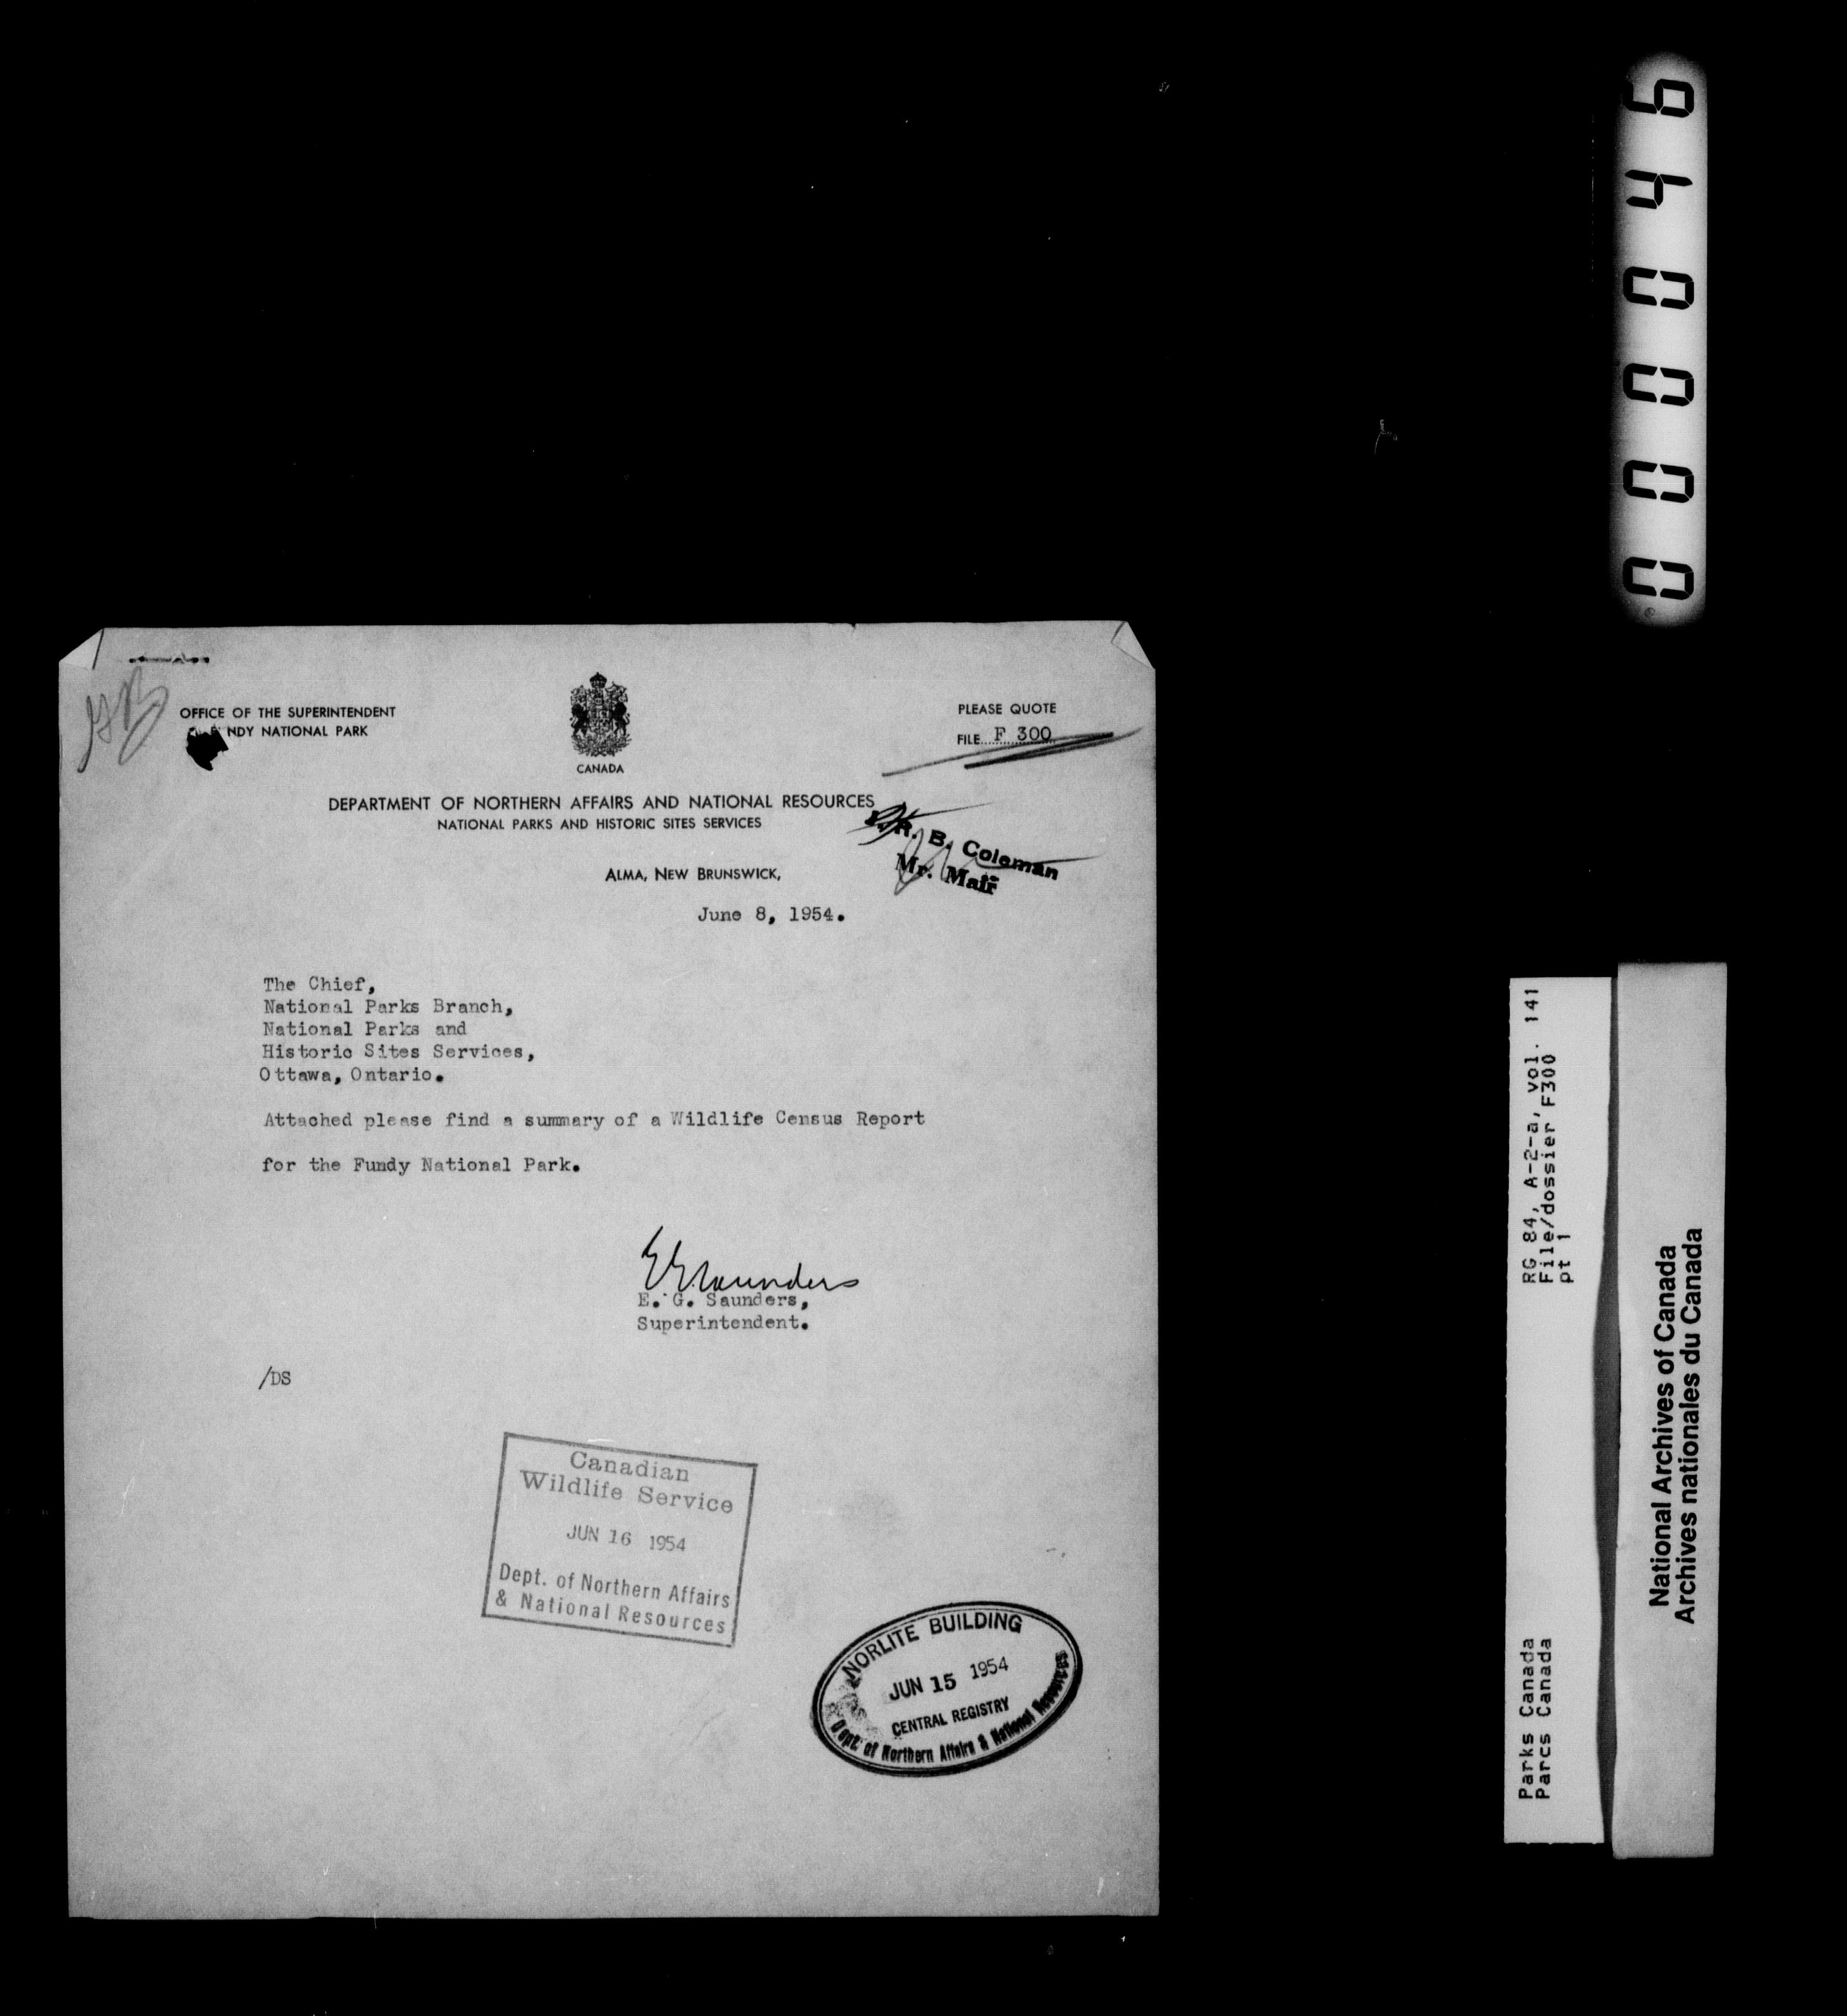 OFFICE OF THE SUPERINTENDENT
NDY NATIONAL PARK
CANADA
PLEASE QUOTE
FILE F 300
DEPARTMENT OF NORTHERN AFFAIRS AND NATIONAL RESOURCES
NATIONAL PARKS AND HISTORIC SITES SERVICES
R. B. Coleman
Mr. Mair
ALMA, NEW BRUNSWICK,
June 8, 1954.
The Chief,
National Parks Branch,
National Parks and
Historic Sites Services,
Ottawa, Ontario.
Attached please find a summary of a Wildlife Census Report
for the Fundy National Park.
E G Saunders
E. G. Saunders,
Superintendent.
/DS
Canadian
Wildlife Service
JUN 16 1954
Dept. of Northern Affairs
& National Resources
NORLITE BUILDING
JUN 15 1954
CENTRAL REGISTRY
Dept. of Northern Affairs & National Resources
000046
RG 84, A-2-a, vol. 141
File/dossier F300
pt 1
Parks Canada
Parcs Canada
National Archives of Canada
Archives nationales du Canada